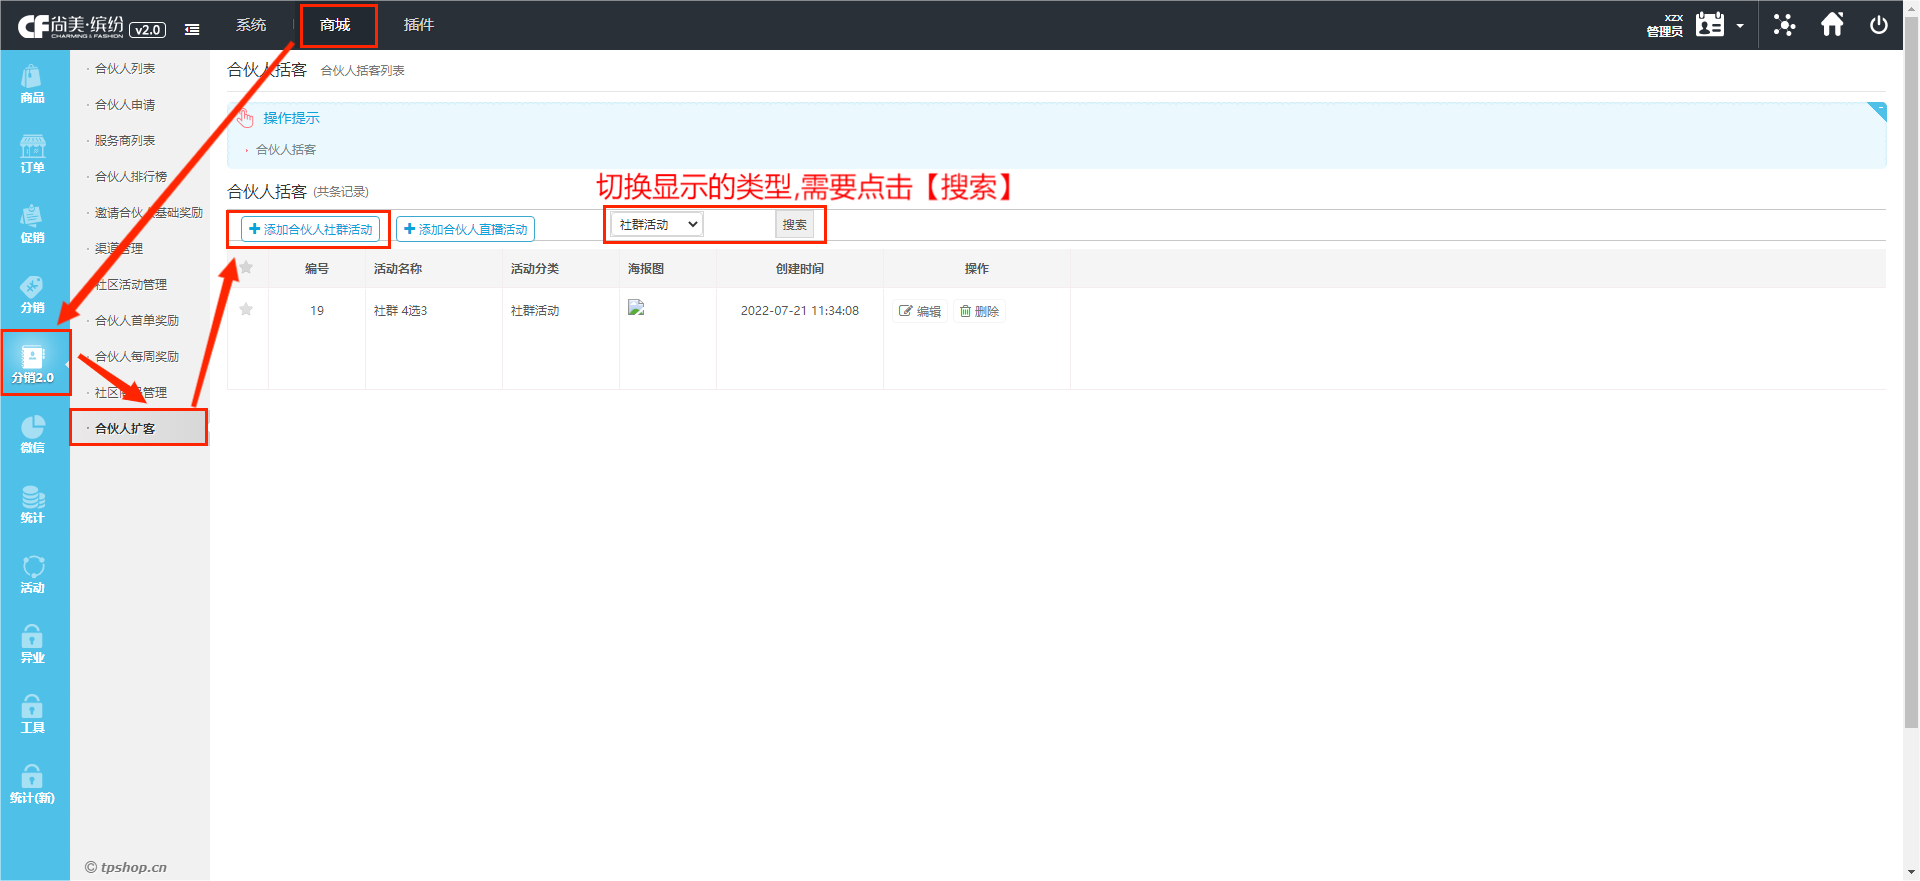 CF 尚美·缤纷 v2.0
CHARMING & FASHION
系统
商城
插件
xzx
管理员
商品
订单
促销
分销
分销2.0
微信
统计
活动
异业
工具
统计(新)
· 合伙人列表
· 合伙人申请
· 服务商列表
· 合伙人排行榜
· 邀请合伙人基础奖励
· 渠道管理
社区活动管理
· 合伙人首单奖励
· 合伙人每周奖励
· 社区 管理
· 合伙人扩客
© tpshop.cn
合伙人括客 合伙人括客列表
操作提示
· 合伙人括客
合伙人括客 (共条记录)
切换显示的类型,需要点击【搜索】
添加合伙人社群活动
添加合伙人直播活动
社群活动
搜索
编号 活动名称 活动分类 海报图 创建时间 操作
19 社群 4选3 社群活动 2022-07-21 11:34:08 编辑 删除